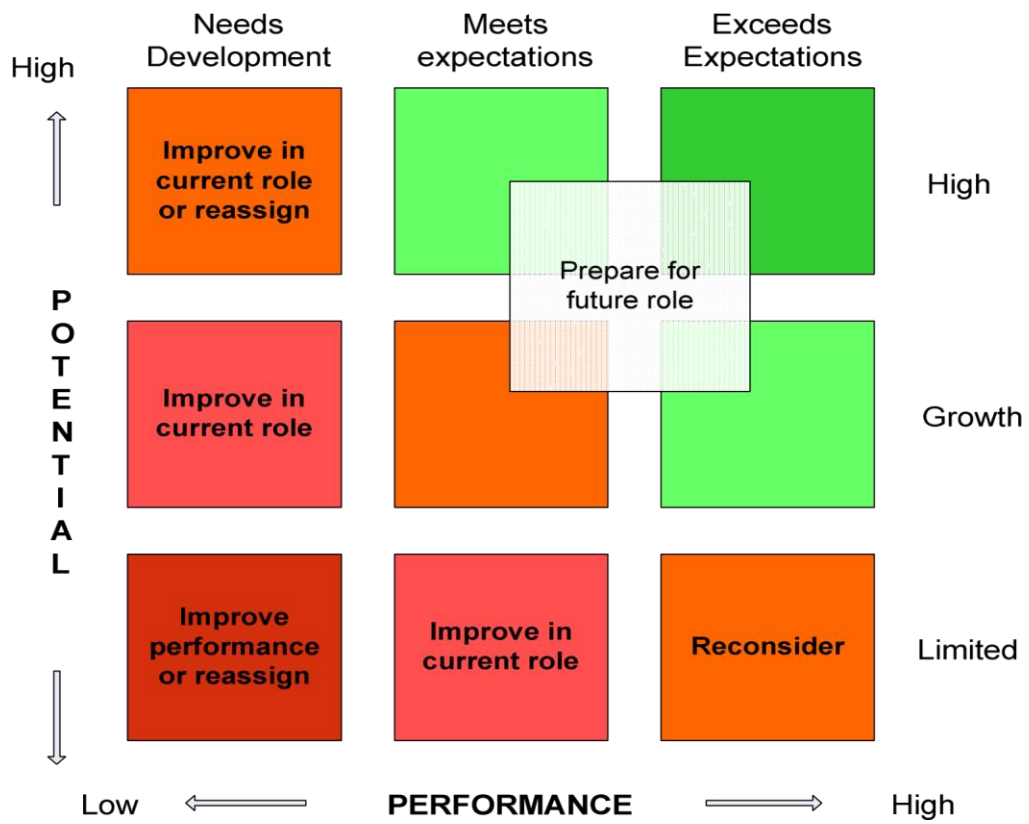 Needs
Development
Meets
expectations
Exceeds
Expectations
High
Improve in
current role
or reassign
High
Prepare for
future role
POTENTIAL
Improve in
current role
Growth
Improve
performance
or reassign
Improve in
current role
Reconsider
Limited
Low
PERFORMANCE
High